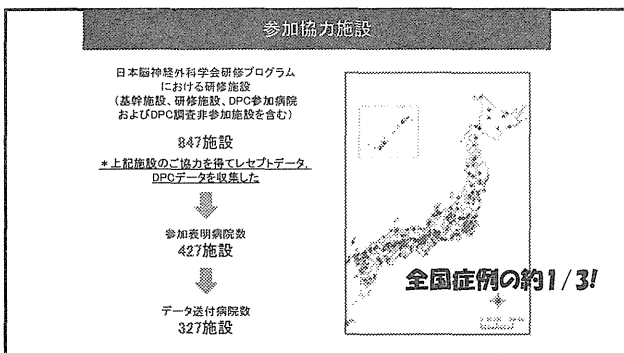 参加協力施設
日本脳神経外科学会研修プログラム
における研修施設
(基幹施設、研修施設、DPC参加病院
およびDPC調査非参加施設を含む)
847施設
*上記施設のご協力を得てレセプトデータ,
DPCデータを収集した
参加表明病院数
427施設
データ送付病院数
327施設
全国症例の約1/3!